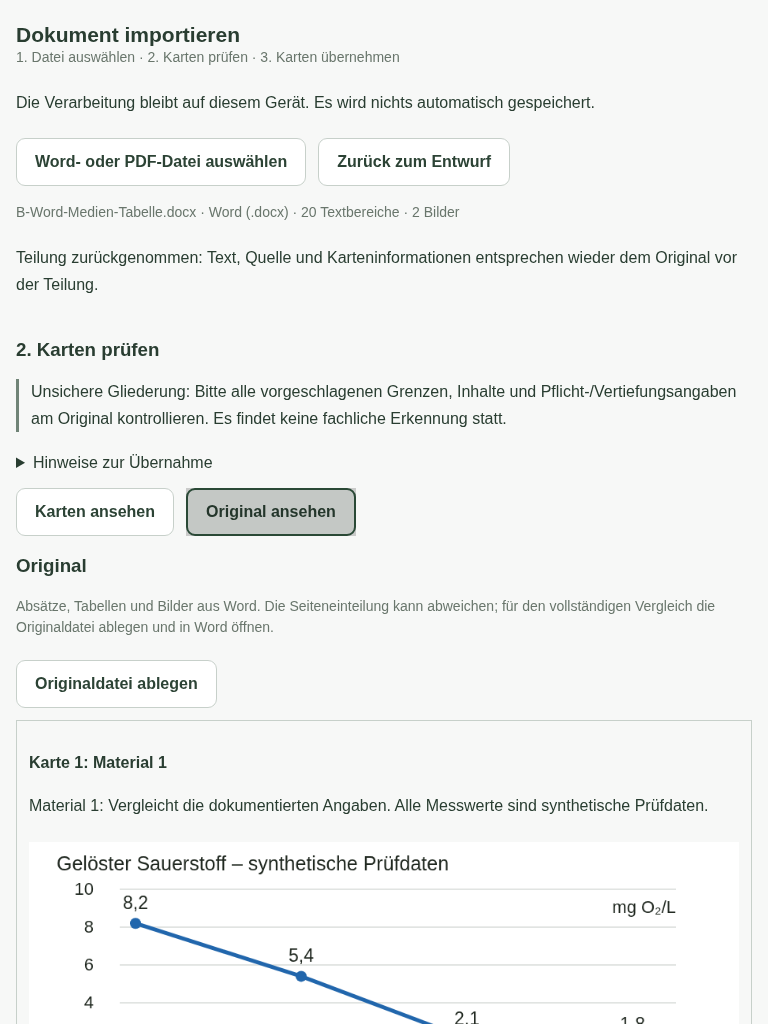 Dokument importieren
1. Datei auswählen · 2. Karten prüfen · 3. Karten übernehmen
Die Verarbeitung bleibt auf diesem Gerät. Es wird nichts automatisch gespeichert.
Word- oder PDF-Datei auswählen
Zurück zum Entwurf
B-Word-Medien-Tabelle.docx · Word (.docx) · 20 Textbereiche · 2 Bilder
Teilung zurückgenommen: Text, Quelle und Karteninformationen entsprechen wieder dem Original vor
der Teilung.
2. Karten prüfen
Unsichere Gliederung: Bitte alle vorgeschlagenen Grenzen, Inhalte und Pflicht-/Vertiefungsangaben
am Original kontrollieren. Es findet keine fachliche Erkennung statt.
Hinweise zur Übernahme
Karten ansehen
Original ansehen
Original
Absätze, Tabellen und Bilder aus Word. Die Seiteneinteilung kann abweichen; für den vollständigen Vergleich die
Originaldatei ablegen und in Word öffnen.
Originaldatei ablegen
Karte 1: Material 1
Material 1: Vergleicht die dokumentierten Angaben. Alle Messwerte sind synthetische Prüfdaten.
Gelöster Sauerstoff – synthetische Prüfdaten
10
8,2
mg O₂/L
8
5,4
6
4
2,1
1,8